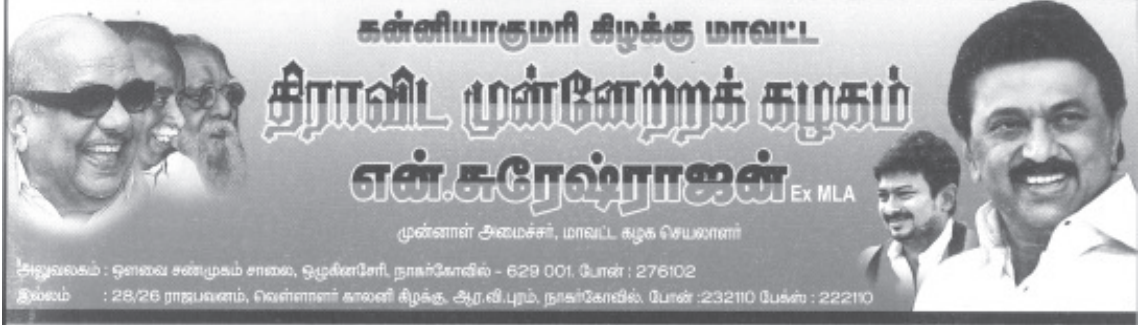 கன்னியாகுமரி கிழக்கு மாவட்ட
திராவிட முன்னேற்றக் கழகம்
என்.சுரேஷ்ராஜன் Ex MLA
முன்னாள் அமைச்சர், மாவட்ட கழக செயலாளர்
அலுவலகம் : ஔவை சண்முகம் சாலை, ஒழுகினசேரி, நாகர்கோவில் - 629 001. போன் : 276102
இல்லம் : 28/26 ராஜபவனம், வெள்ளாளர் காலனி கிழக்கு, ஆர்.வி.புரம், நாகர்கோவில். போன் :232110 பேக்ஸ் : 222110